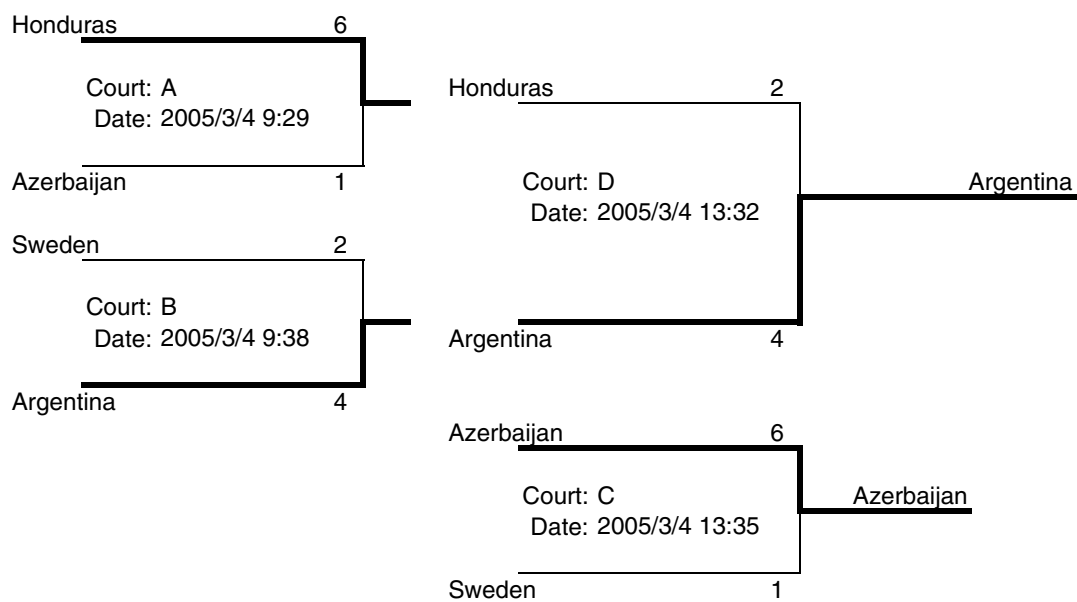 Honduras 6
Court: A
Date: 2005/3/4 9:29
Azerbaijan 1
Sweden 2
Court: B
Date: 2005/3/4 9:38
Argentina 4
Honduras 2
Court: D
Date: 2005/3/4 13:32
Argentina 4
Argentina
Azerbaijan 6
Court: C
Date: 2005/3/4 13:35
Sweden 1
Azerbaijan